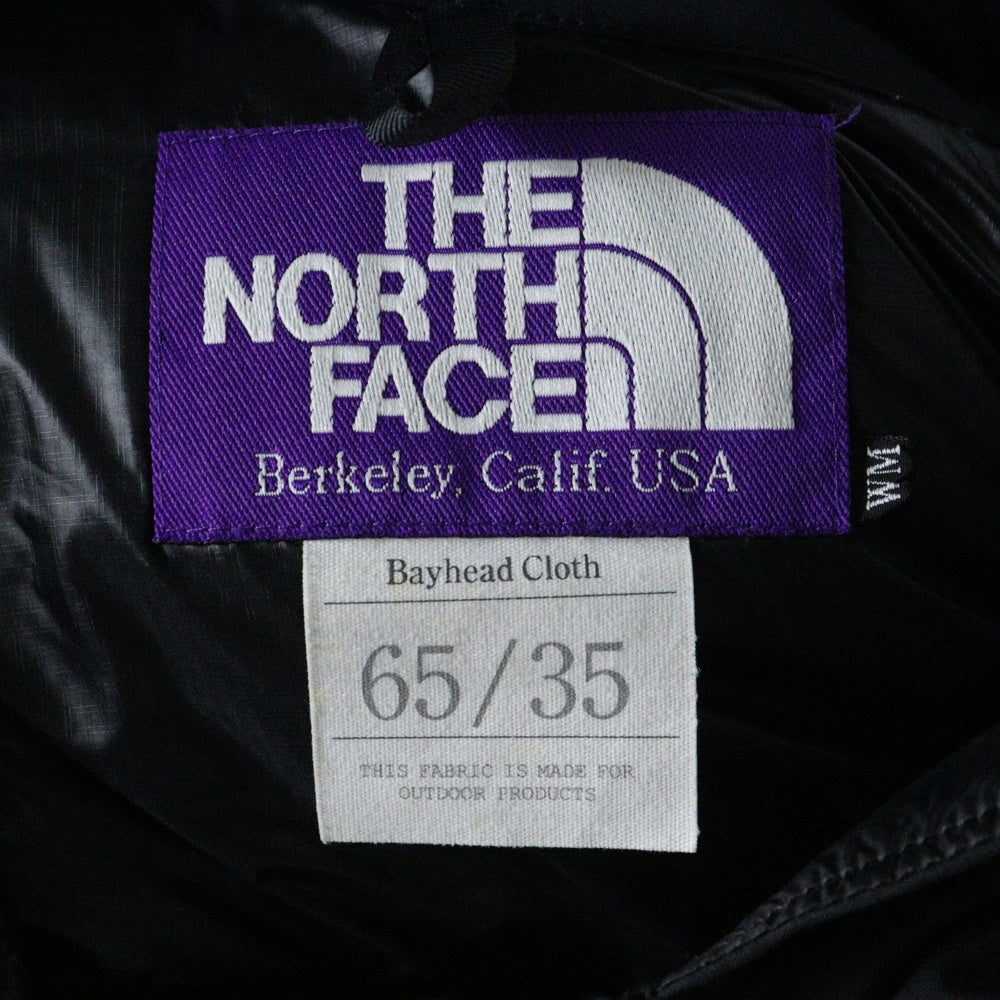 THE
NORTH
FACE
Berkeley, Calif. USA
WM
Bayhead Cloth
65/35
THIS FABRIC IS MADE FOR
OUTDOOR PRODUCTS